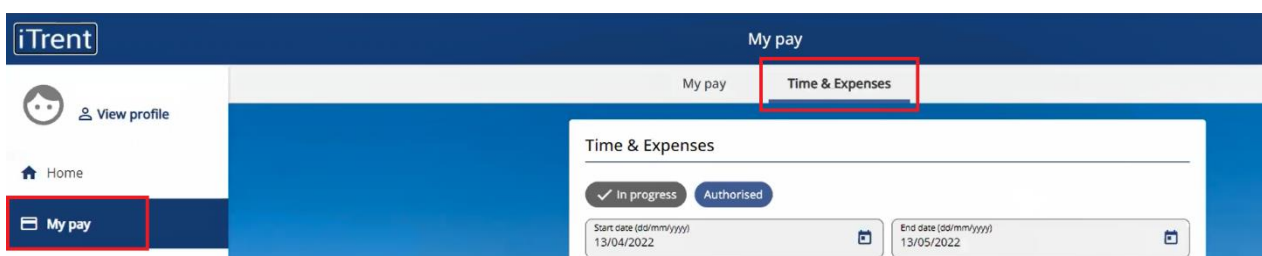 iTrent
My pay
My pay Time & Expenses
View profile
Home
My pay
Time & Expenses
In progress Authorised
Start date (dd/mm/yyyy)
13/04/2022
End date (dd/mm/yyyy)
13/05/2022